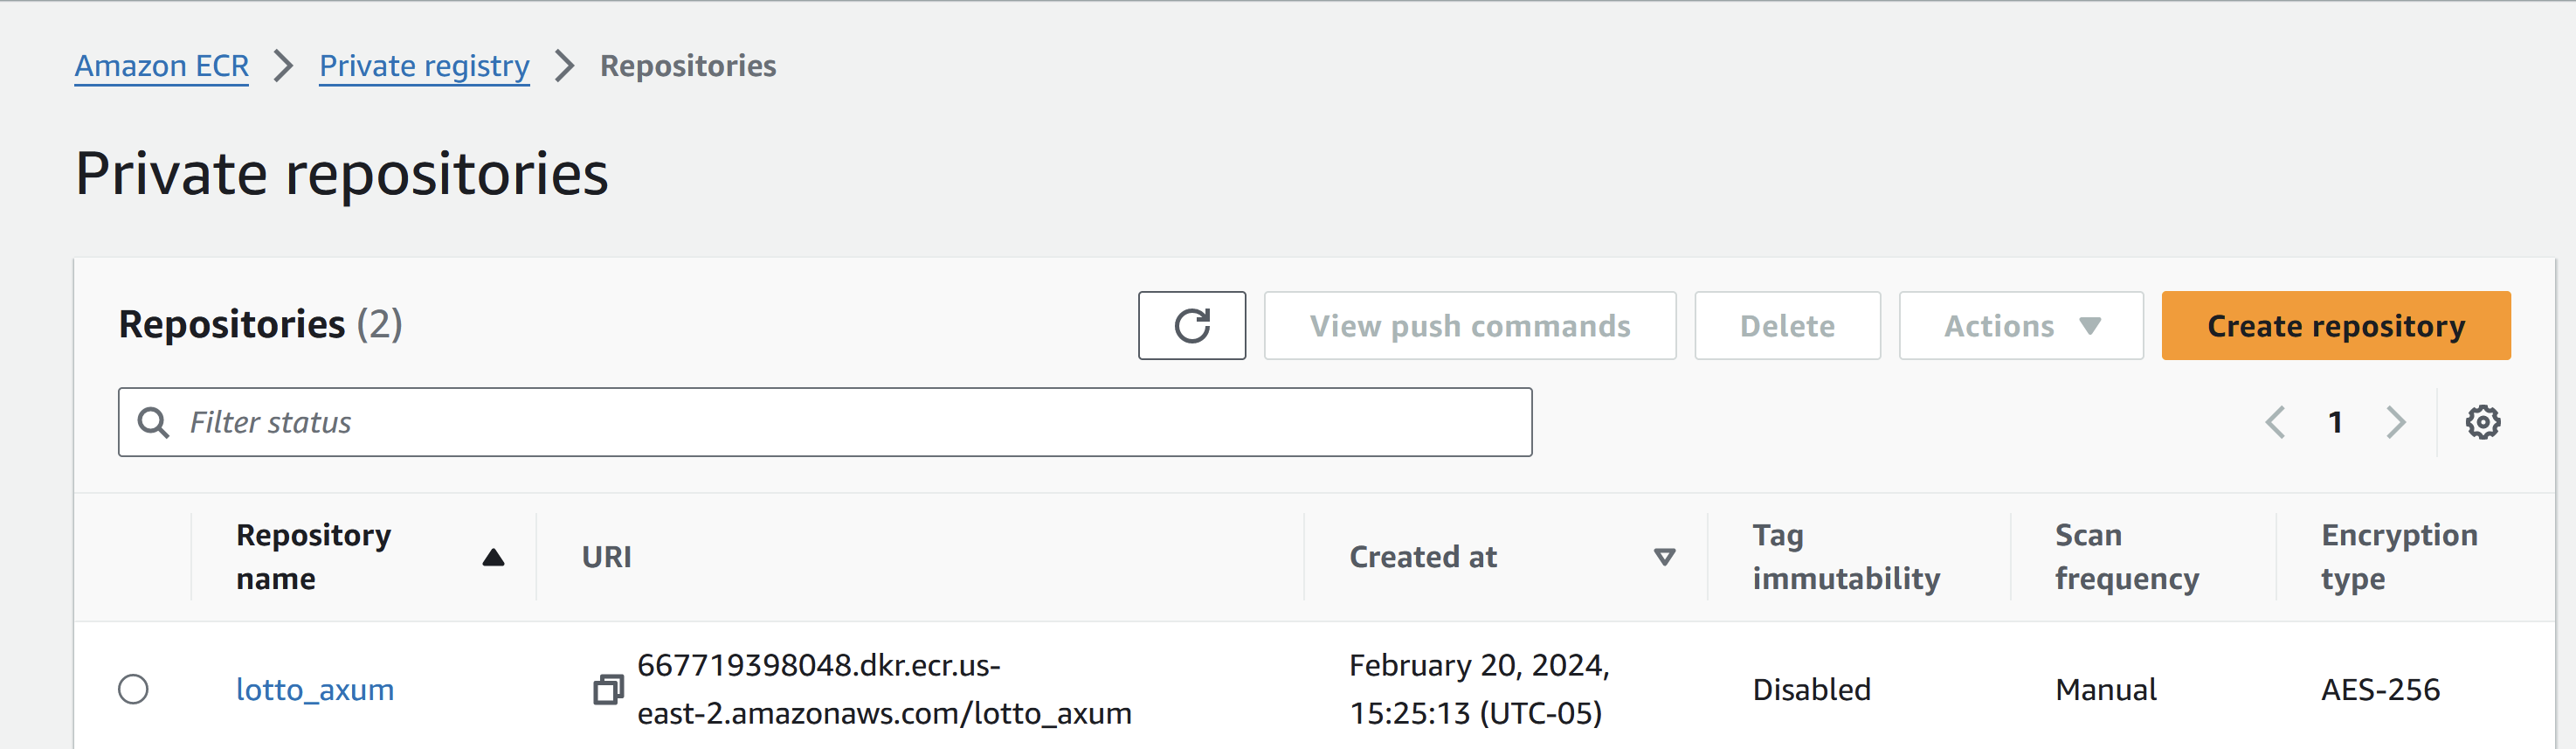 Amazon ECR > Private registry > Repositories
Private repositories
Repositories (2)
View push commands
Delete
Actions
Create repository
Filter status
1
Repository name
URI
Created at
Tag immutability
Scan frequency
Encryption type
lotto_axum
667719398048.dkr.ecr.us-
east-2.amazonaws.com/lotto_axum
February 20, 2024,
15:25:13 (UTC-05)
Disabled
Manual
AES-256